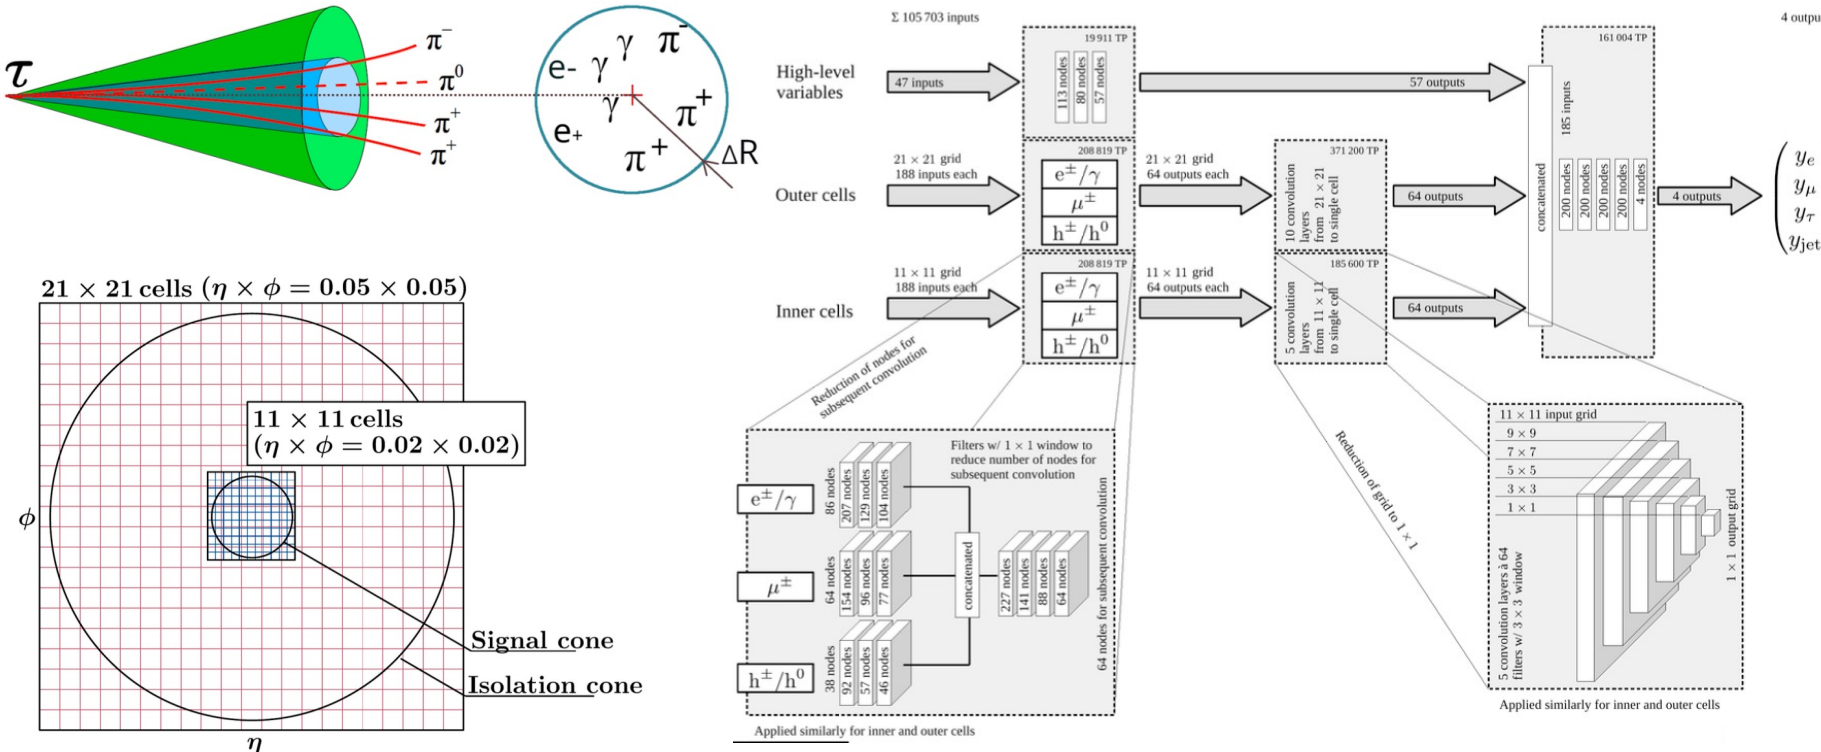 τ
π⁻
π⁰
π⁺
π⁺
γ
π⁻
e-
γ
γ
π⁺
e+
π⁺
ΔR
21 × 21 cells (η × φ = 0.05 × 0.05)
11 × 11 cells
(η × φ = 0.02 × 0.02)
φ
Signal cone
Isolation cone
η
Σ 105 703 inputs
4 outpu
High-level
variables
47 inputs
19 911 TP
113 nodes
80 nodes
57 nodes
57 outputs
Outer cells
21 × 21 grid
188 inputs each
208 819 TP
e±/γ
μ±
h±/h⁰
21 × 21 grid
64 outputs each
371 200 TP
10 convolution
layers
from 21 × 21
to single cell
64 outputs
Inner cells
11 × 11 grid
188 inputs each
208 819 TP
e±/γ
μ±
h±/h⁰
11 × 11 grid
64 outputs each
185 600 TP
5 convolution
layers
from 11 × 11
to single cell
64 outputs
161 004 TP
concatenated
185 inputs
200 nodes
200 nodes
200 nodes
200 nodes
4 nodes
4 outputs
yₑ
y_μ
y_τ
y_jet
Reduction of nodes for
subsequent convolution
Filters w/ 1 × 1 window to
reduce number of nodes for
subsequent convolution
e±/γ
86 nodes
207 nodes
129 nodes
104 nodes
μ±
64 nodes
154 nodes
96 nodes
77 nodes
h±/h⁰
38 nodes
92 nodes
57 nodes
46 nodes
concatenated
227 nodes
141 nodes
88 nodes
64 nodes
64 nodes for subsequent convolution
Applied similarly for inner and outer cells
Reduction of grid to 1 × 1
11 × 11 input grid
9 × 9
7 × 7
5 × 5
3 × 3
1 × 1
5 convolution layers à 64
filters w/ 3 × 3 window
1 × 1 output grid
Applied similarly for inner and outer cells